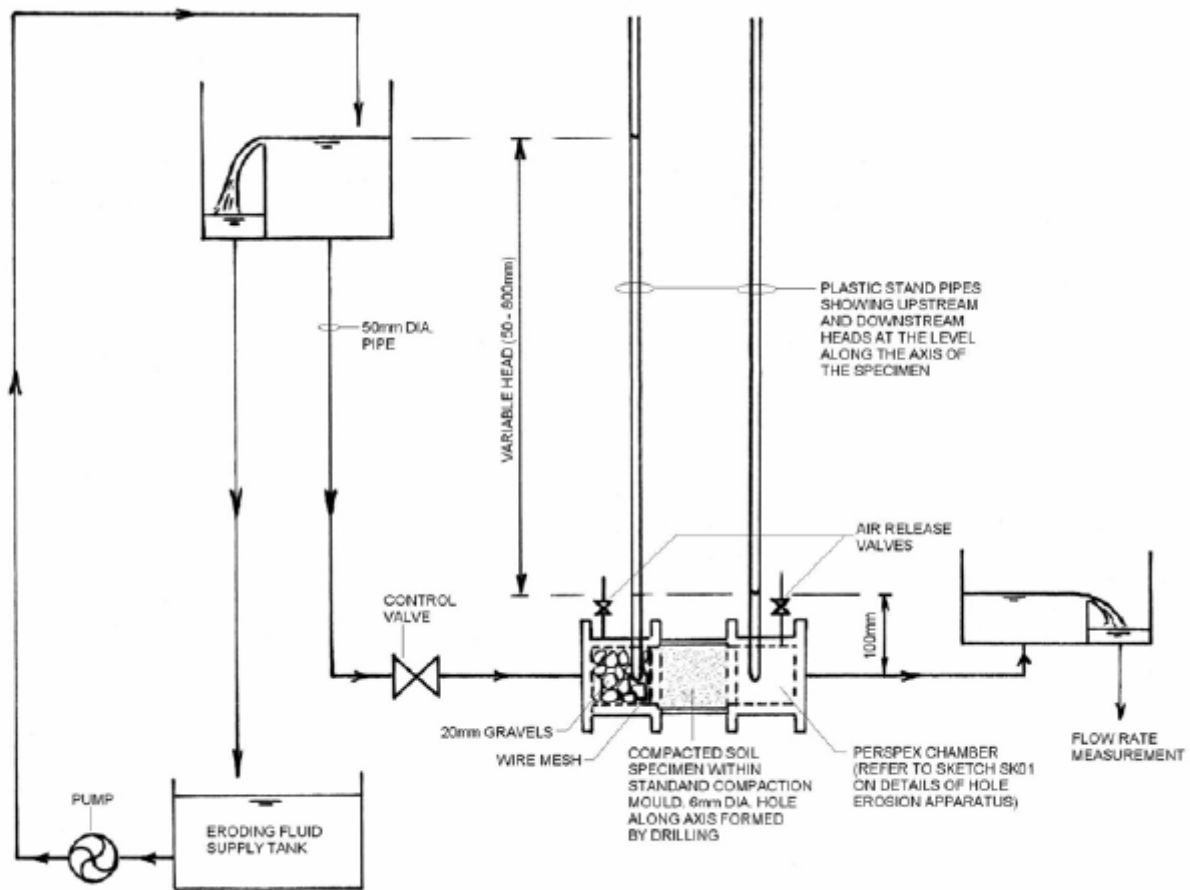 50mm DIA.
PIPE
VARIABLE HEAD (50 - 800mm)
PLASTIC STAND PIPES
SHOWING UPSTREAM
AND DOWNSTREAM
HEADS AT THE LEVEL
ALONG THE AXIS OF
THE SPECIMEN
AIR RELEASE
VALVES
CONTROL
VALVE
100mm
20mm GRAVELS
WIRE MESH
COMPACTED SOIL
SPECIMEN WITHIN
STANDAND COMPACTION
MOULD. 6mm DIA. HOLE
ALONG AXIS FORMED
BY DRILLING
PERSPEX CHAMBER
(REFER TO SKETCH SK01
ON DETAILS OF HOLE
EROSION APPARATUS)
FLOW RATE
MEASUREMENT
PUMP
ERODING FLUID
SUPPLY TANK